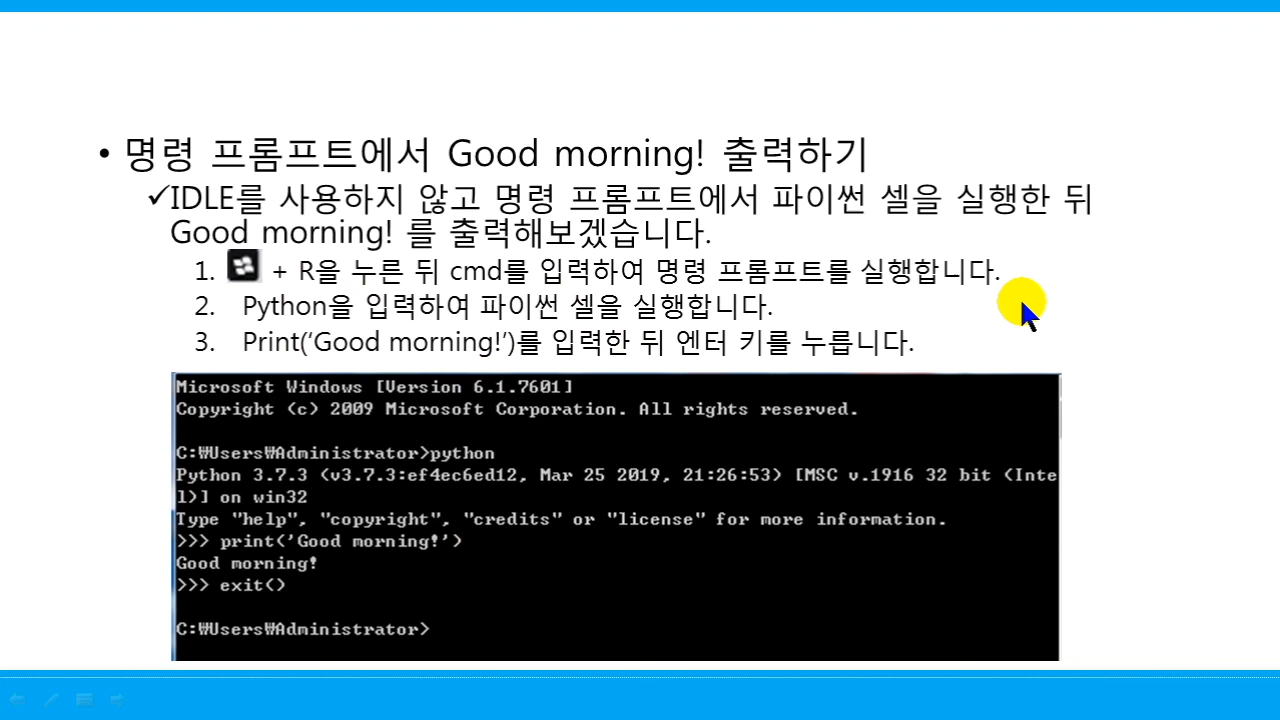 • 명령 프롬프트에서 Good morning! 출력하기
✓IDLE를 사용하지 않고 명령 프롬프트에서 파이썬 셀을 실행한 뒤
Good morning! 를 출력해보겠습니다.
1. + R을 누른 뒤 cmd를 입력하여 명령 프롬프트를 실행합니다.
2. Python을 입력하여 파이썬 셀을 실행합니다.
3. Print(‘Good morning!’)를 입력한 뒤 엔터 키를 누릅니다.
Microsoft Windows [Version 6.1.7601]
Copyright (c) 2009 Microsoft Corporation. All rights reserved.
C:₩Users₩Administrator>python
Python 3.7.3 (v3.7.3:ef4ec6ed12, Mar 25 2019, 21:26:53) [MSC v.1916 32 bit (Inte
l)] on win32
Type "help", "copyright", "credits" or "license" for more information.
>>> print('Good morning!')
Good morning!
>>> exit()
C:₩Users₩Administrator>